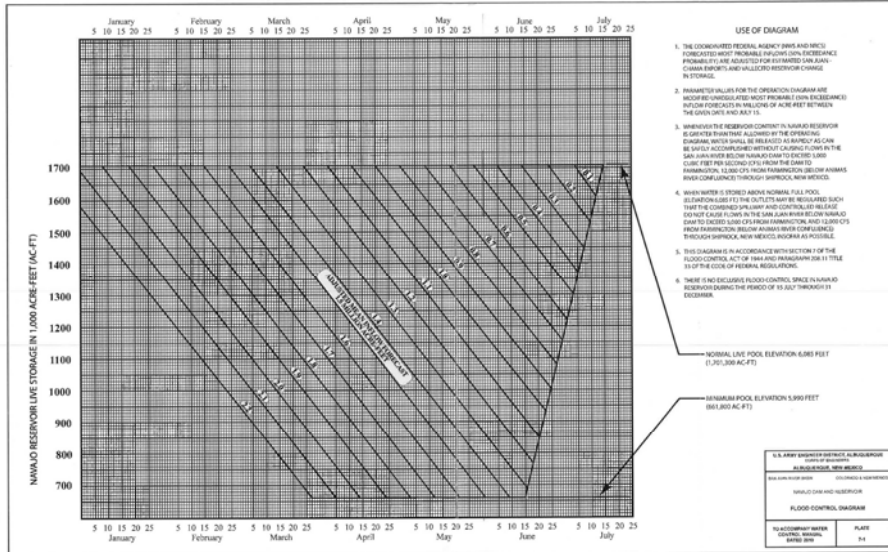 January February March April May June July
5 10 15 20 25 5 10 15 20 25 5 10 15 20 25 5 10 15 20 25 5 10 15 20 25 5 10 15 20 25 5 10 15 20 25
NAVAJO RESERVOIR LIVE STORAGE IN 1,000 ACRE-FEET (AC-FT)
1700
1600
1500
1400
1300
1200
1100
1000
900
800
700
ADJUSTED MEAN INFLOW FORECAST
MILLION ACRE-FEET
5 10 15 20 25 5 10 15 20 25 5 10 15 20 25 5 10 15 20 25 5 10 15 20 25 5 10 15 20 25 5 10 15 20 25
January February March April May June July
USE OF DIAGRAM
1. THE COORDINATED FEDERAL AGENCY (NWS AND NRCS)
FORECASTED MOST PROBABLE INFLOWS (50% EXCEEDANCE
PROBABILITY) ARE ADJUSTED FOR ESTIMATED SAN JUAN -
CHAMA EXPORTS AND VALLECITO RESERVOIR CHANGE
IN STORAGE.
2. PARAMETER VALUES FOR THE OPERATION DIAGRAM ARE
MODIFIED UNREGULATED MOST PROBABLE (50% EXCEEDANCE)
INFLOW FORECASTS IN MILLIONS OF ACRE-FEET BETWEEN
THE GIVEN DATE AND JULY 15.
3. WHENEVER THE RESERVOIR CONTENT IN NAVAJO RESERVOIR
IS GREATER THAN THAT ALLOWED BY THE OPERATING
DIAGRAM, WATER SHALL BE RELEASED AS RAPIDLY AS CAN
BE SAFELY ACCOMPLISHED WITHOUT CAUSING FLOWS IN THE
SAN JUAN RIVER BELOW NAVAJO DAM TO EXCEED 5,000
CUBIC FEET PER SECOND (CFS) FROM THE DAM TO
FARMINGTON, 12,000 CFS FROM FARMINGTON (BELOW ANIMAS
RIVER CONFLUENCE) THROUGH SHIPROCK, NEW MEXICO.
4. WHEN WATER IS STORED ABOVE NORMAL FULL POOL
(ELEVATION 6,085 FT) THE OUTLETS MAY BE REGULATED SUCH
THAT THE COMBINED SPILLWAY AND CONTROLLED RELEASE
DO NOT CAUSE FLOWS IN THE SAN JUAN RIVER BELOW NAVAJO
DAM TO EXCEED 5,000 CFS FROM FARMINGTON, AND 12,000 CFS
FROM FARMINGTON (BELOW ANIMAS RIVER CONFLUENCE)
THROUGH SHIPROCK, NEW MEXICO, INSOFAR AS POSSIBLE.
5. THIS DIAGRAM IS IN ACCORDANCE WITH SECTION 7 OF THE
FLOOD CONTROL ACT OF 1944 AND PARAGRAPH 208.11 TITLE
33 OF THE CODE OF FEDERAL REGULATIONS.
6. THERE IS NO EXCLUSIVE FLOOD CONTROL SPACE IN NAVAJO
RESERVOIR DURING THE PERIOD OF 15 JULY THROUGH 31
DECEMBER.
NORMAL LIVE POOL ELEVATION 6,085 FEET
(1,701,300 AC-FT)
MINIMUM POOL ELEVATION 5,990 FEET
(661,800 AC-FT)
U.S. ARMY ENGINEER DISTRICT, ALBUQUERQUE
CORPS OF ENGINEERS
ALBUQUERQUE, NEW MEXICO
SAN JUAN RIVER BASIN COLORADO & NEW MEXICO
NAVAJO DAM AND RESERVOIR
FLOOD CONTROL DIAGRAM
TO ACCOMPANY WATER
CONTROL MANUAL
DATED 2010
PLATE
7-1